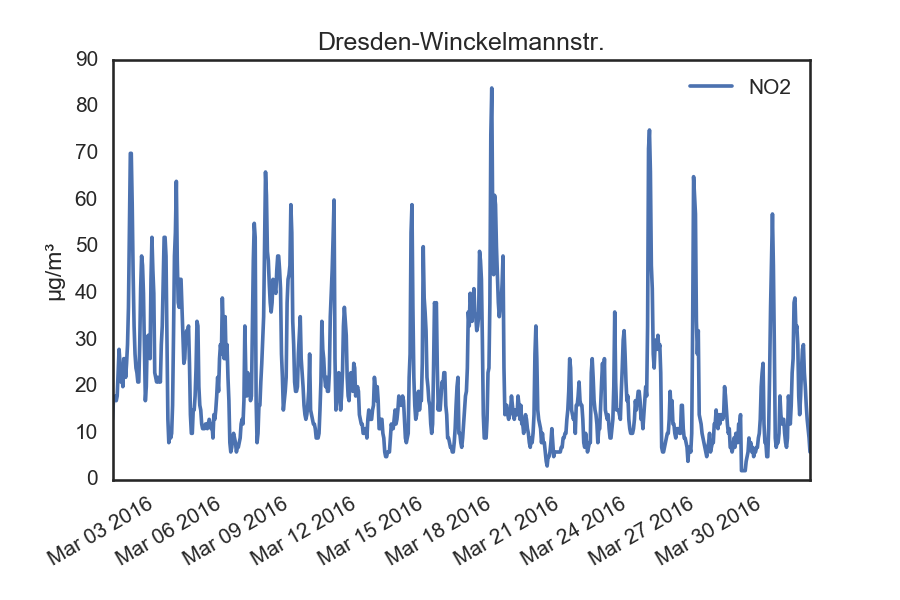 Dresden-Winckelmannstr.
90
80
70
60
50
40
30
20
10
0
µg/m³
NO2
Mar 03 2016
Mar 06 2016
Mar 09 2016
Mar 12 2016
Mar 15 2016
Mar 18 2016
Mar 21 2016
Mar 24 2016
Mar 27 2016
Mar 30 2016